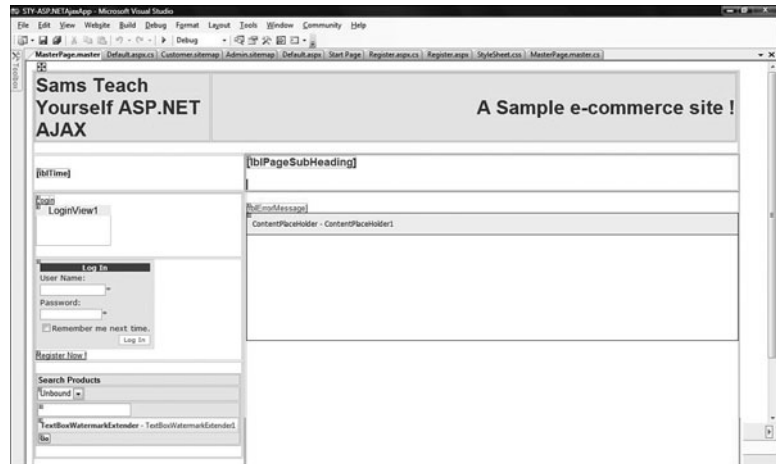 STY-ASP.NETAjaxApp - Microsoft Visual Studio
File Edit View Website Build Debug Format Layout Tools Window Community Help
Debug
MasterPage.master Default.aspx.cs Customer.sitemap Admin.sitemap Default.aspx Start Page Register.aspx.cs Register.aspx StyleSheet.css MasterPage.master.cs
Toolbox
Sams Teach
Yourself ASP.NET
AJAX
A Sample e-commerce site !
[lblTime]
[lblPageSubHeading]
Login
LoginView1
[lblErrorMessage]
ContentPlaceHolder - ContentPlaceHolder1
Log In
User Name:
*
Password:
*
Remember me next time.
Log In
Register Now !
Search Products
Unbound
TextBoxWatermarkExtender - TextBoxWatermarkExtender1
Go